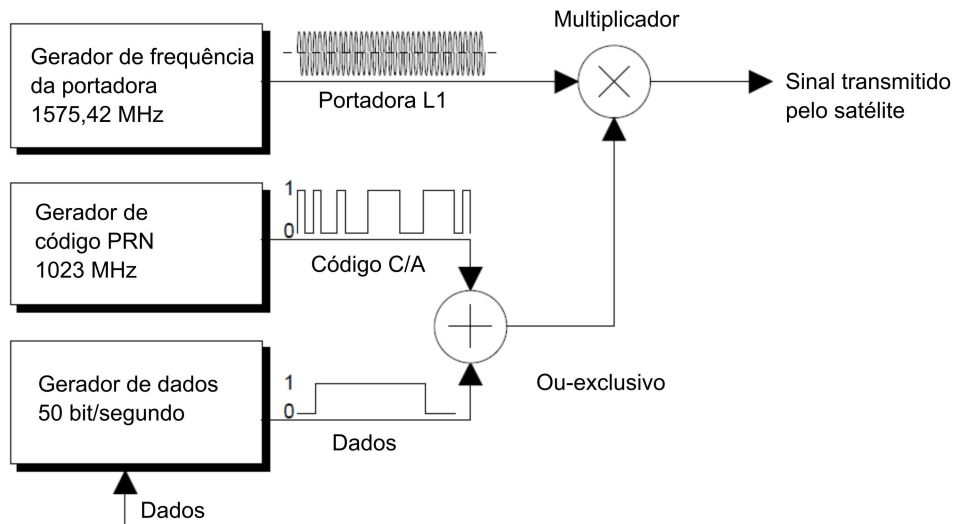 Multiplicador
Gerador de frequência
da portadora
1575,42 MHz
Portadora L1
Sinal transmitido
pelo satélite
Gerador de
código PRN
1023 MHz
1
0
Código C/A
Gerador de dados
50 bit/segundo
1
0
Dados
Ou-exclusivo
Dados